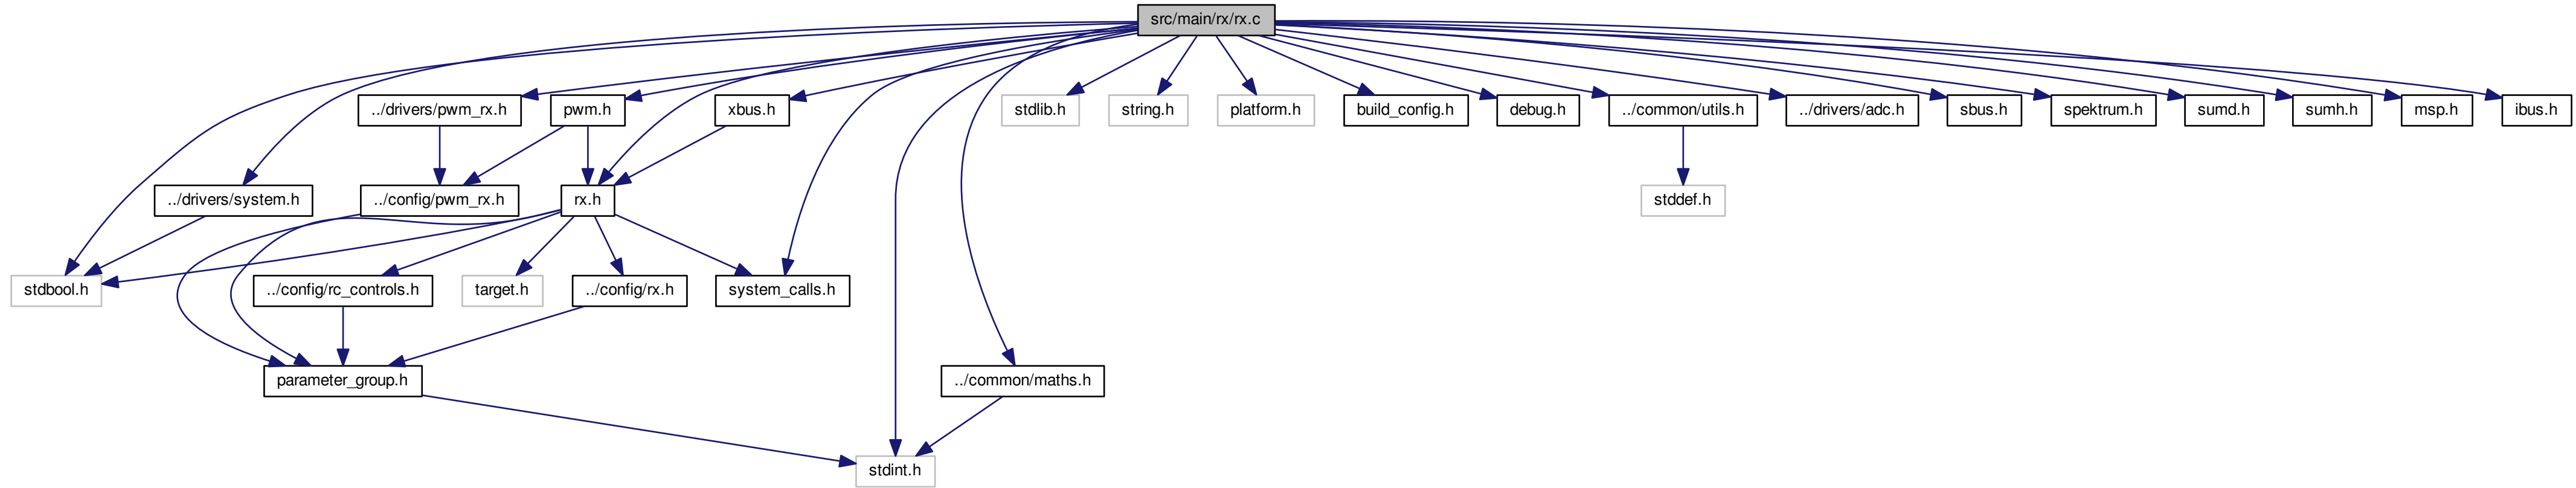 src/main/rx/rx.c
../drivers/pwm_rx.h
pwm.h
xbus.h
stdlib.h
string.h
platform.h
build_config.h
debug.h
../common/utils.h
../drivers/adc.h
sbus.h
spektrum.h
sumd.h
sumh.h
msp.h
ibus.h
../drivers/system.h
../config/pwm_rx.h
rx.h
stddef.h
stdbool.h
../config/rc_controls.h
target.h
../config/rx.h
system_calls.h
parameter_group.h
../common/maths.h
stdint.h